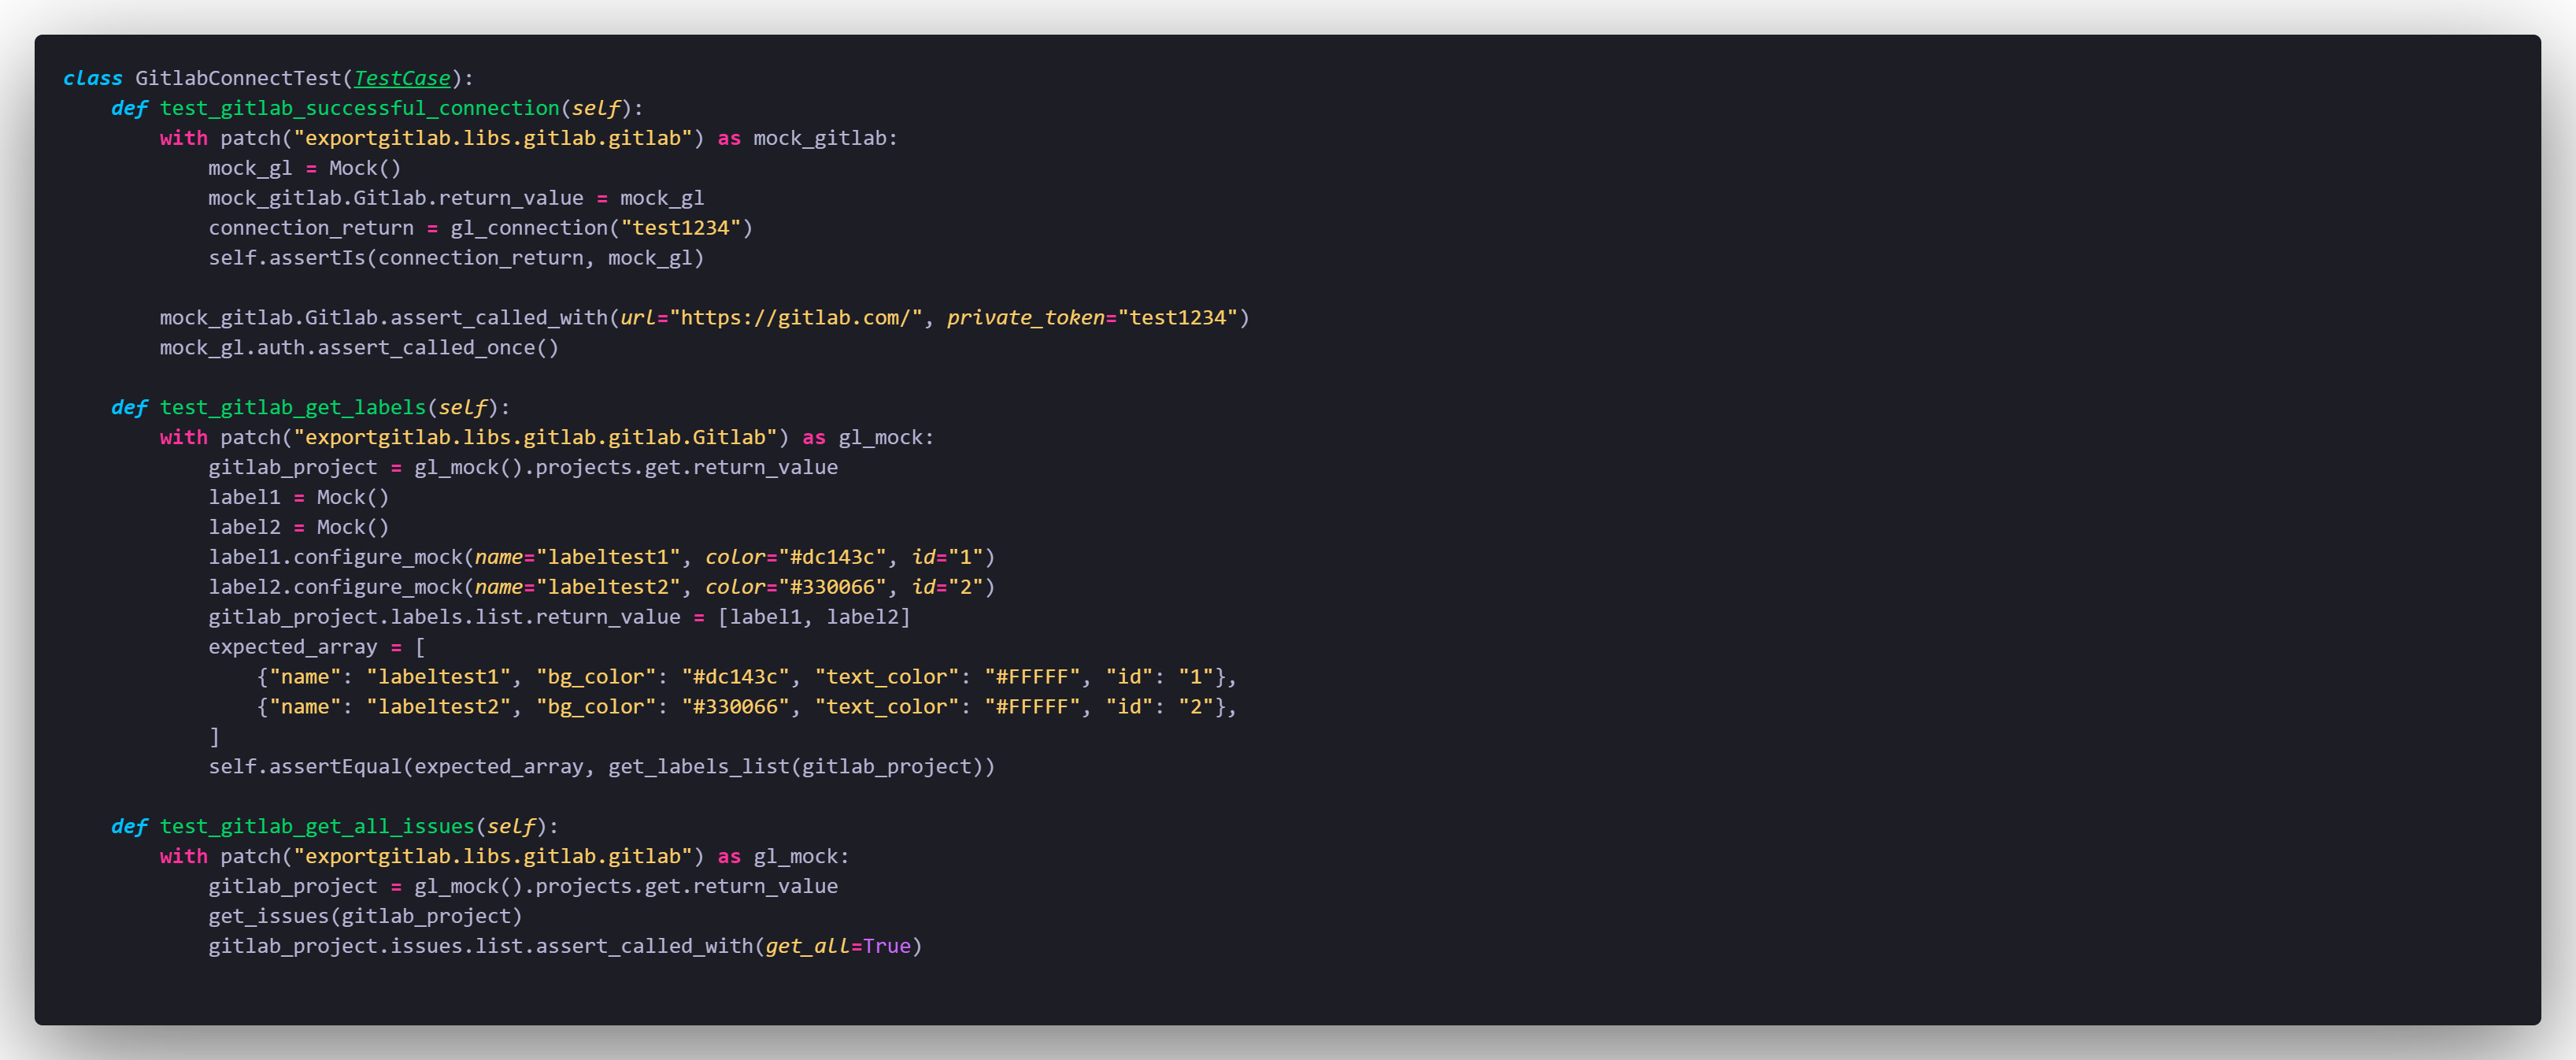 class GitlabConnectTest(TestCase):
    def test_gitlab_successful_connection(self):
        with patch("exportgitlab.libs.gitlab.gitlab") as mock_gitlab:
            mock_gl = Mock()
            mock_gitlab.Gitlab.return_value = mock_gl
            connection_return = gl_connection("test1234")
            self.assertIs(connection_return, mock_gl)

        mock_gitlab.Gitlab.assert_called_with(url="https://gitlab.com/", private_token="test1234")
        mock_gl.auth.assert_called_once()

    def test_gitlab_get_labels(self):
        with patch("exportgitlab.libs.gitlab.gitlab.Gitlab") as gl_mock:
            gitlab_project = gl_mock().projects.get.return_value
            label1 = Mock()
            label2 = Mock()
            label1.configure_mock(name="labeltest1", color="#dc143c", id="1")
            label2.configure_mock(name="labeltest2", color="#330066", id="2")
            gitlab_project.labels.list.return_value = [label1, label2]
            expected_array = [
                {"name": "labeltest1", "bg_color": "#dc143c", "text_color": "#FFFFF", "id": "1"},
                {"name": "labeltest2", "bg_color": "#330066", "text_color": "#FFFFF", "id": "2"},
            ]
            self.assertEqual(expected_array, get_labels_list(gitlab_project))

    def test_gitlab_get_all_issues(self):
        with patch("exportgitlab.libs.gitlab.gitlab") as gl_mock:
            gitlab_project = gl_mock().projects.get.return_value
            get_issues(gitlab_project)
            gitlab_project.issues.list.assert_called_with(get_all=True)